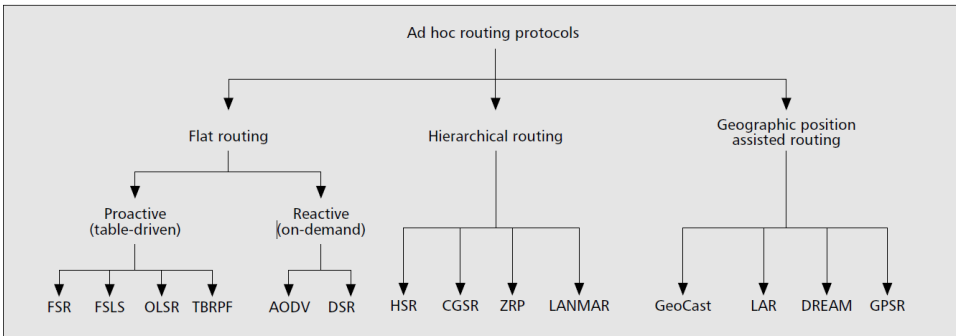 Ad hoc routing protocols
Flat routing
Hierarchical routing
Geographic position
assisted routing
Proactive
(table-driven)
Reactive
(on-demand)
FSR FSLS OLSR TBRPF AODV DSR HSR CGSR ZRP LANMAR GeoCast LAR DREAM GPSR